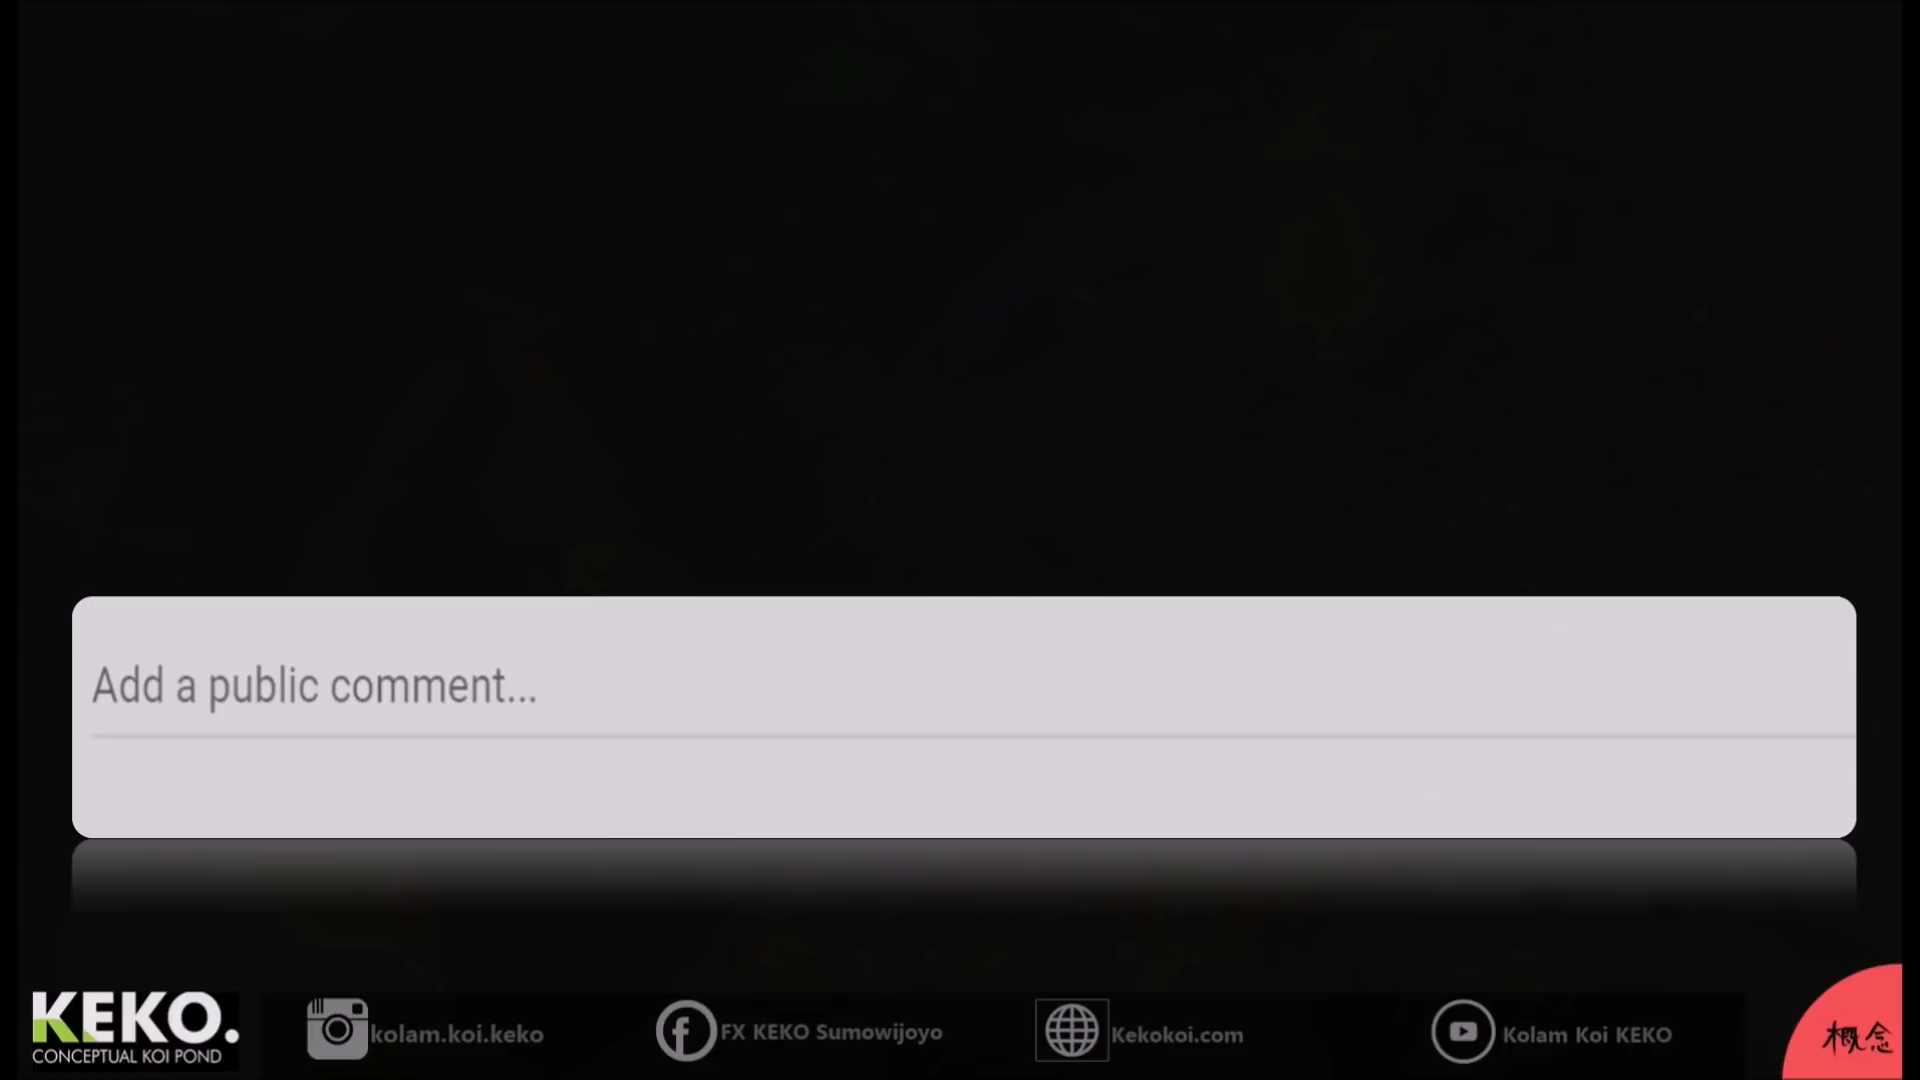 Add a public comment...
KEKO.
CONCEPTUAL KOI POND
kolam.koi.keko
FX KEKO Sumowijoyo
Kekokoi.com
Kolam Koi KEKO
概念